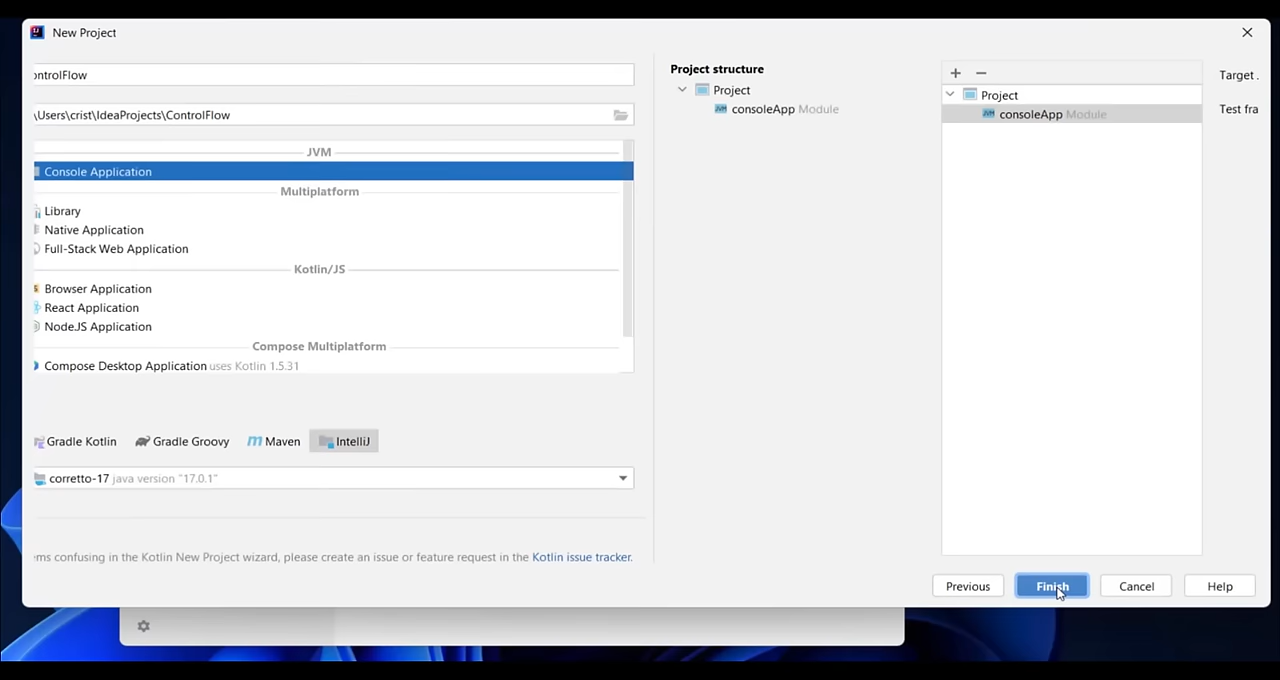 New Project
ontrolFlow
\Users\crist\IdeaProjects\ControlFlow
JVM
Console Application
Multiplatform
Library
Native Application
Full-Stack Web Application
Kotlin/JS
Browser Application
React Application
NodeJS Application
Compose Multiplatform
Compose Desktop Application uses Kotlin 1.5.31
Gradle Kotlin Gradle Groovy Maven IntelliJ
corretto-17 java version "17.0.1"
ems confusing in the Kotlin New Project wizard, please create an issue or feature request in the Kotlin issue tracker.
Project structure
Project
consoleApp Module
Project
consoleApp Module
Target .
Test fra
Previous Finish Cancel Help